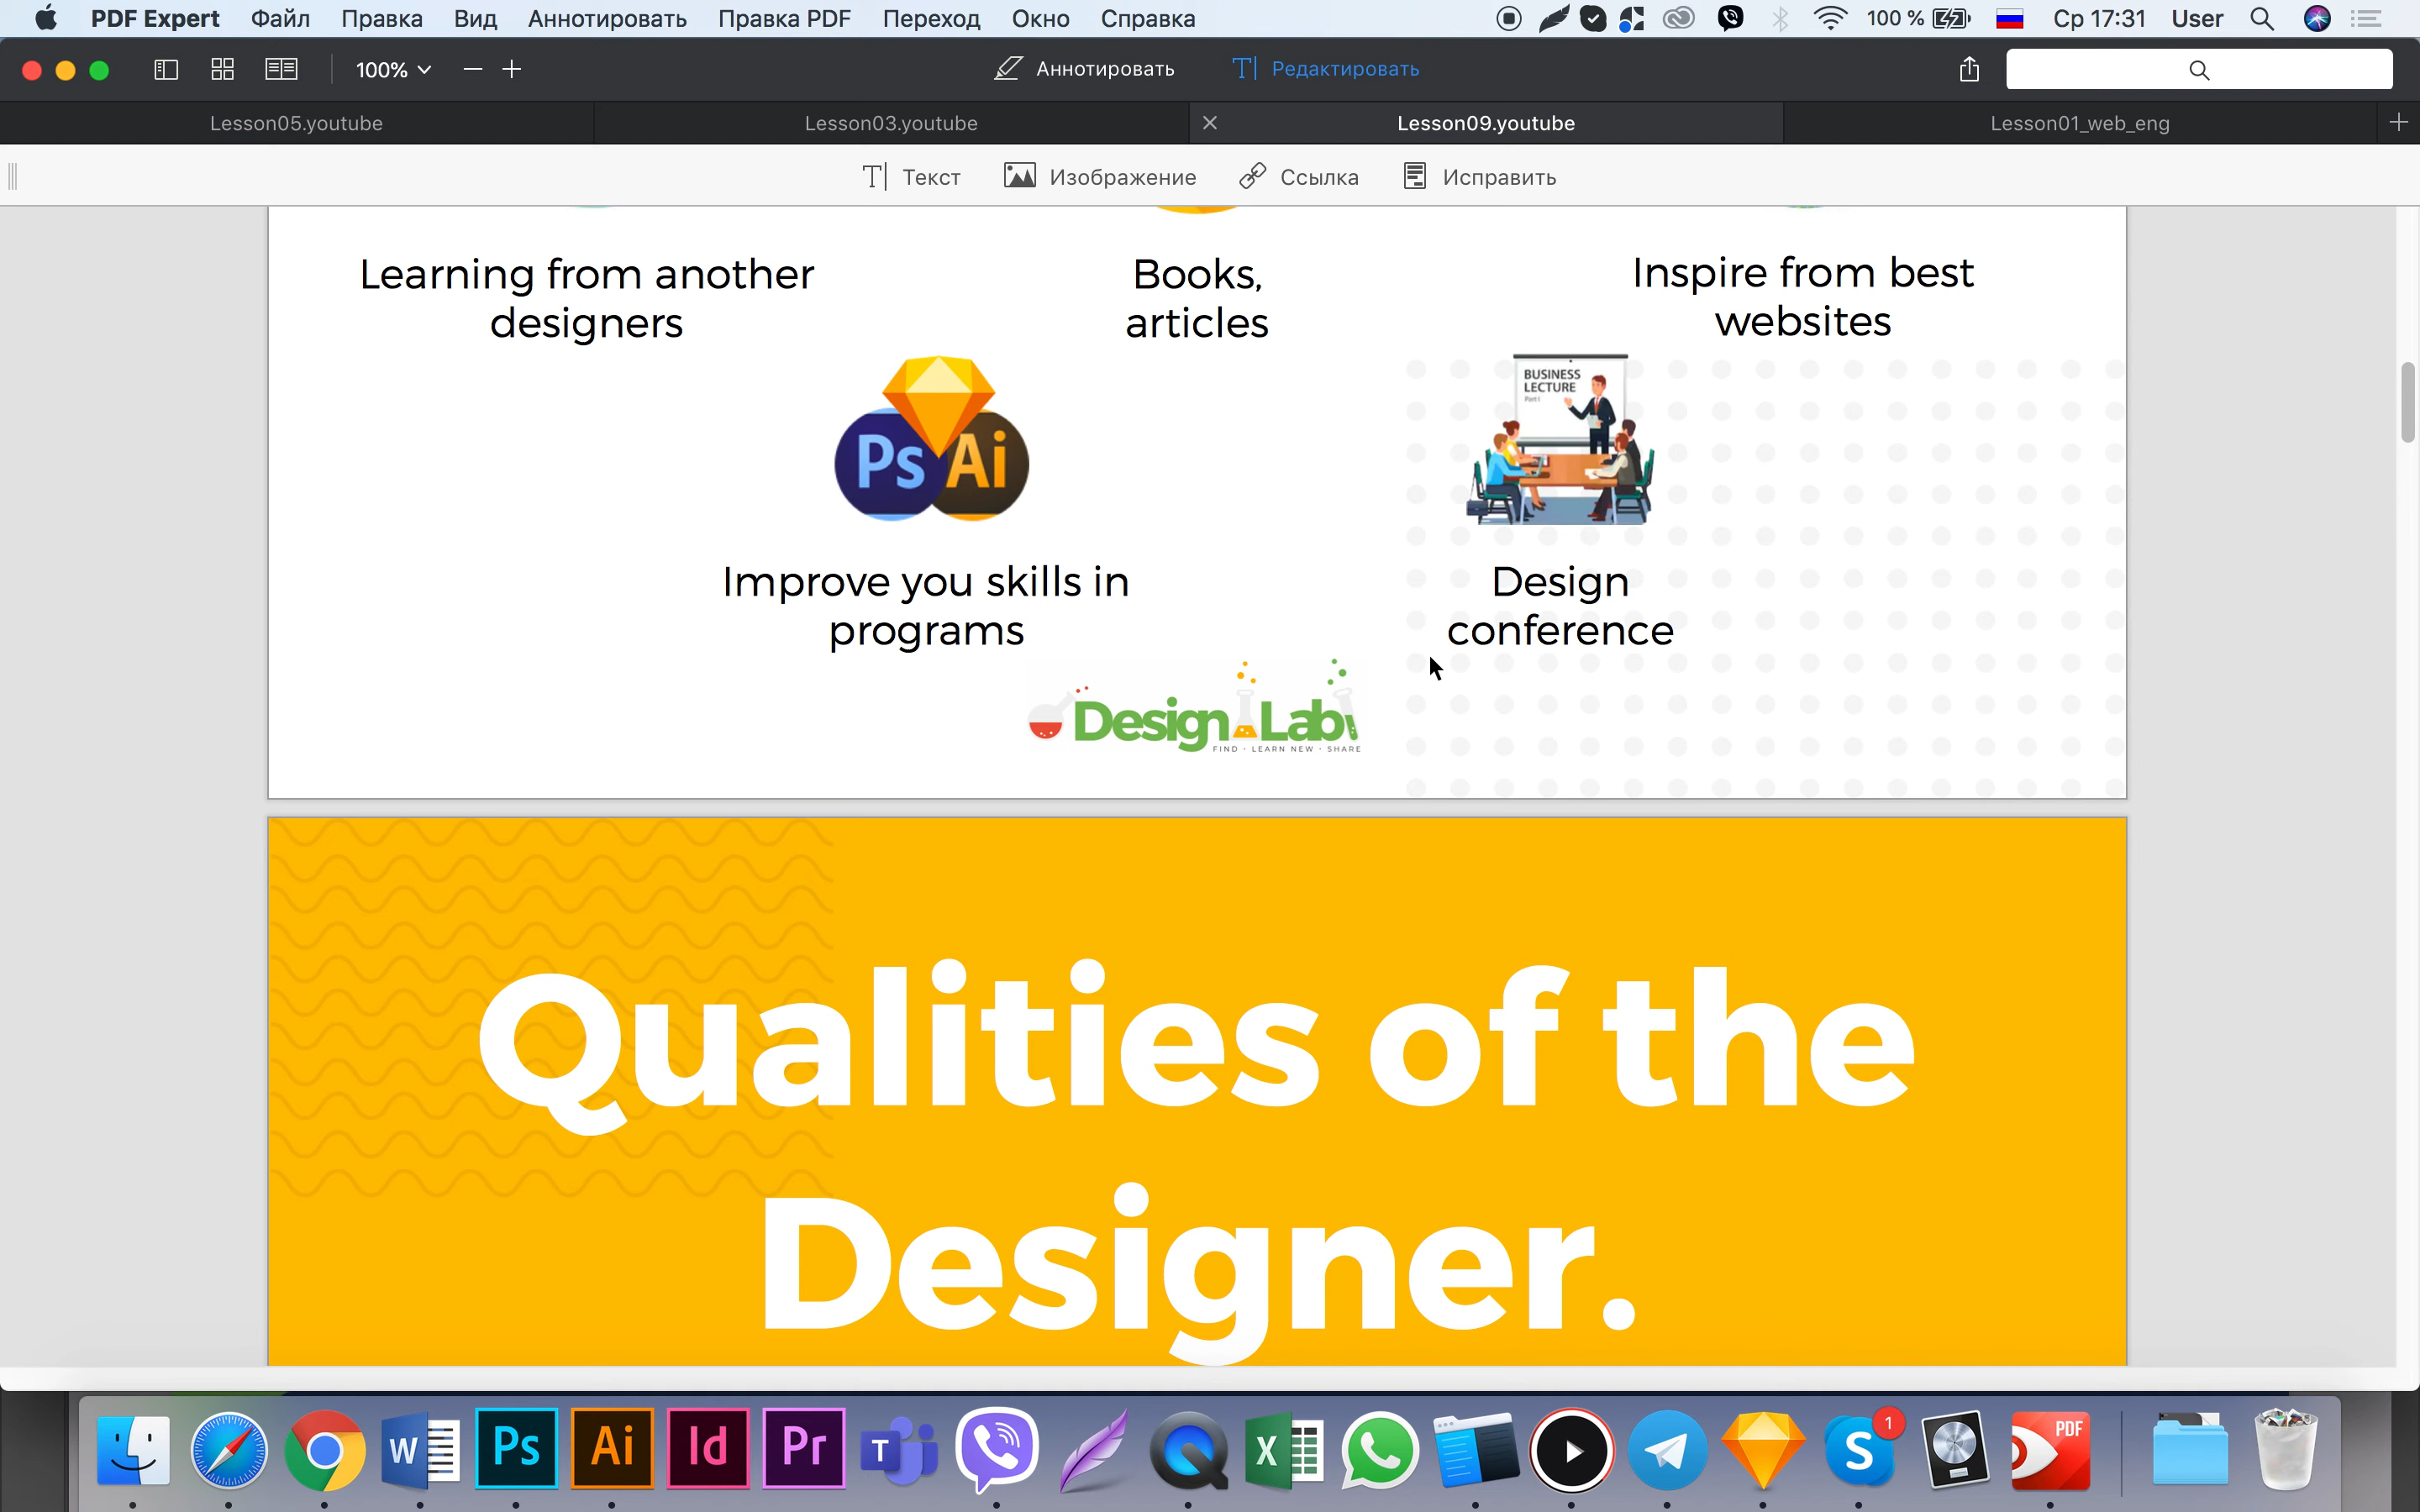 PDF Expert Файл Правка Вид Аннотировать Правка PDF Переход Окно Справка 100 % Ср 17:31 User
100% Аннотировать Редактировать
Lesson05.youtube Lesson03.youtube Lesson09.youtube Lesson01_web_eng
Текст Изображение Ссылка Исправить
Learning from another
designers
Books,
articles
Inspire from best
websites
Ps Ai
BUSINESS
LECTURE
Part I
Improve you skills in
programs
Design
conference
Design Lab
FIND · LEARN NEW · SHARE
Qualities of the
Designer.
W Ps Ai Id Pr T X S 1 PDF